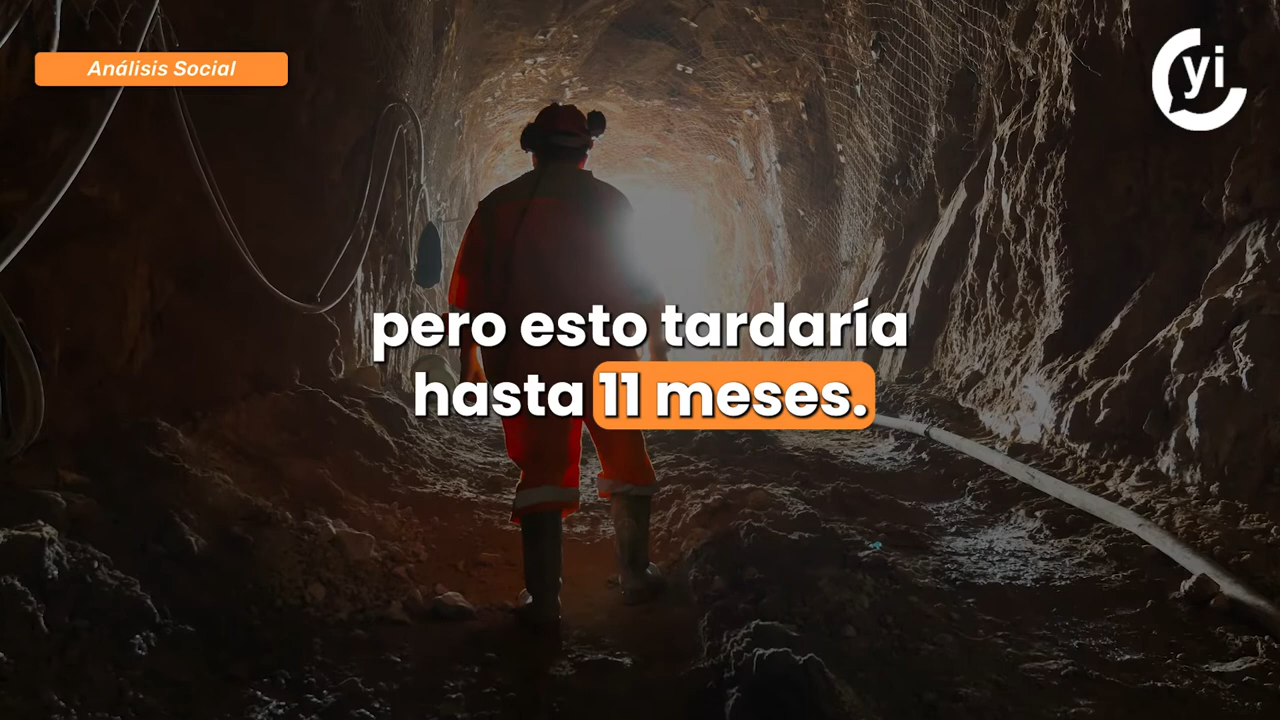 Análisis Social
yi
pero esto tardaría
hasta 11 meses.